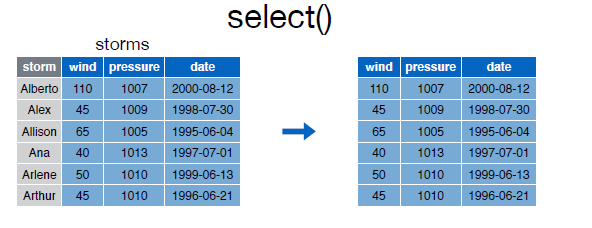 select()
storms
storm wind pressure date
Alberto 110 1007 2000-08-12
Alex 45 1009 1998-07-30
Allison 65 1005 1995-06-04
Ana 40 1013 1997-07-01
Arlene 50 1010 1999-06-13
Arthur 45 1010 1996-06-21
wind pressure date
110 1007 2000-08-12
45 1009 1998-07-30
65 1005 1995-06-04
40 1013 1997-07-01
50 1010 1999-06-13
45 1010 1996-06-21